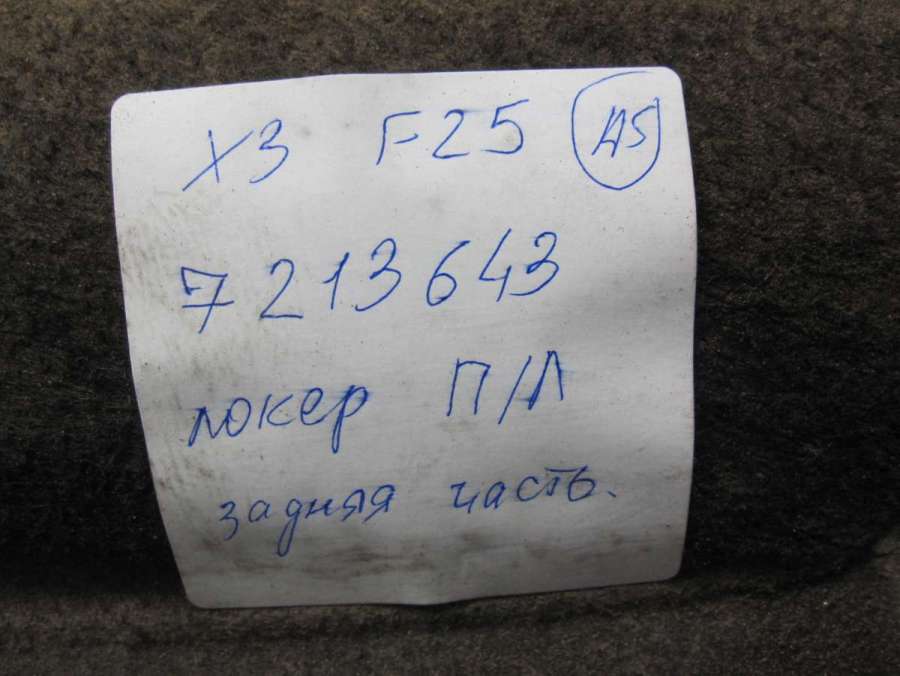 X3 F25 A5
7213643
локер П/Л
задняя часть.